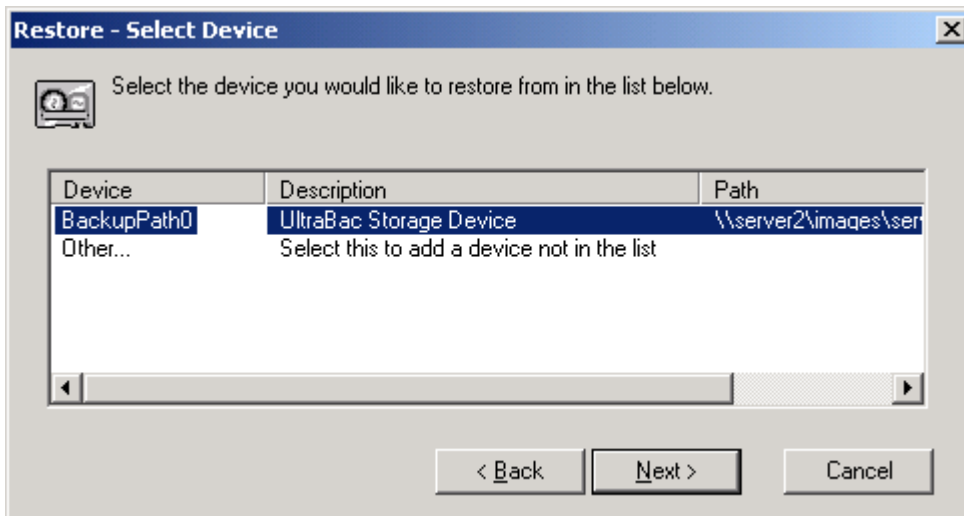 Restore - Select Device
Select the device you would like to restore from in the list below.
Device Description Path
BackupPath0 UltraBac Storage Device \\server2\images\ser
Other... Select this to add a device not in the list
< Back Next > Cancel